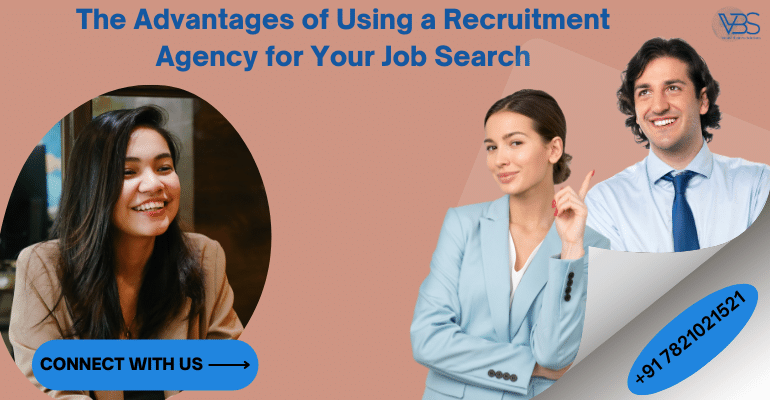 The Advantages of Using a Recruitment
Agency for Your Job Search
VBS
CONNECT WITH US
+91 7821021521